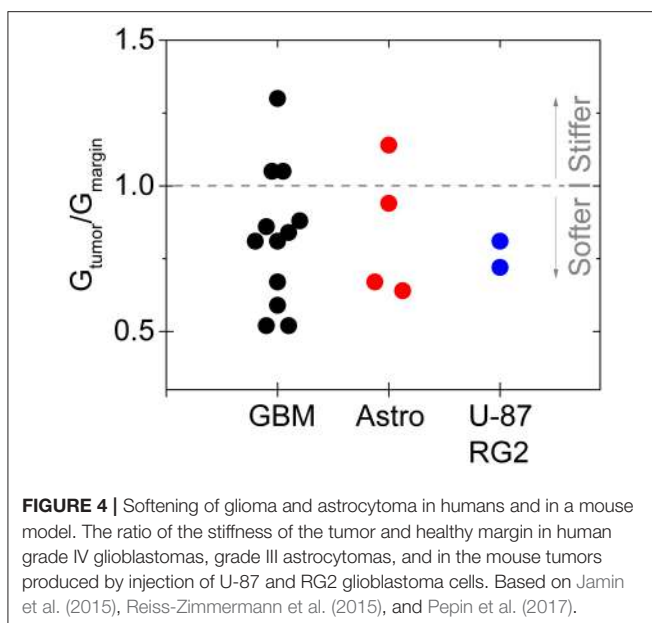 1.5
1.0
0.5
G_tumor/G_margin
Softer | Stiffer
GBM Astro U-87
RG2
FIGURE 4 | Softening of glioma and astrocytoma in humans and in a mouse
model. The ratio of the stiffness of the tumor and healthy margin in human
grade IV glioblastomas, grade III astrocytomas, and in the mouse tumors
produced by injection of U-87 and RG2 glioblastoma cells. Based on Jamin
et al. (2015), Reiss-Zimmermann et al. (2015), and Pepin et al. (2017).